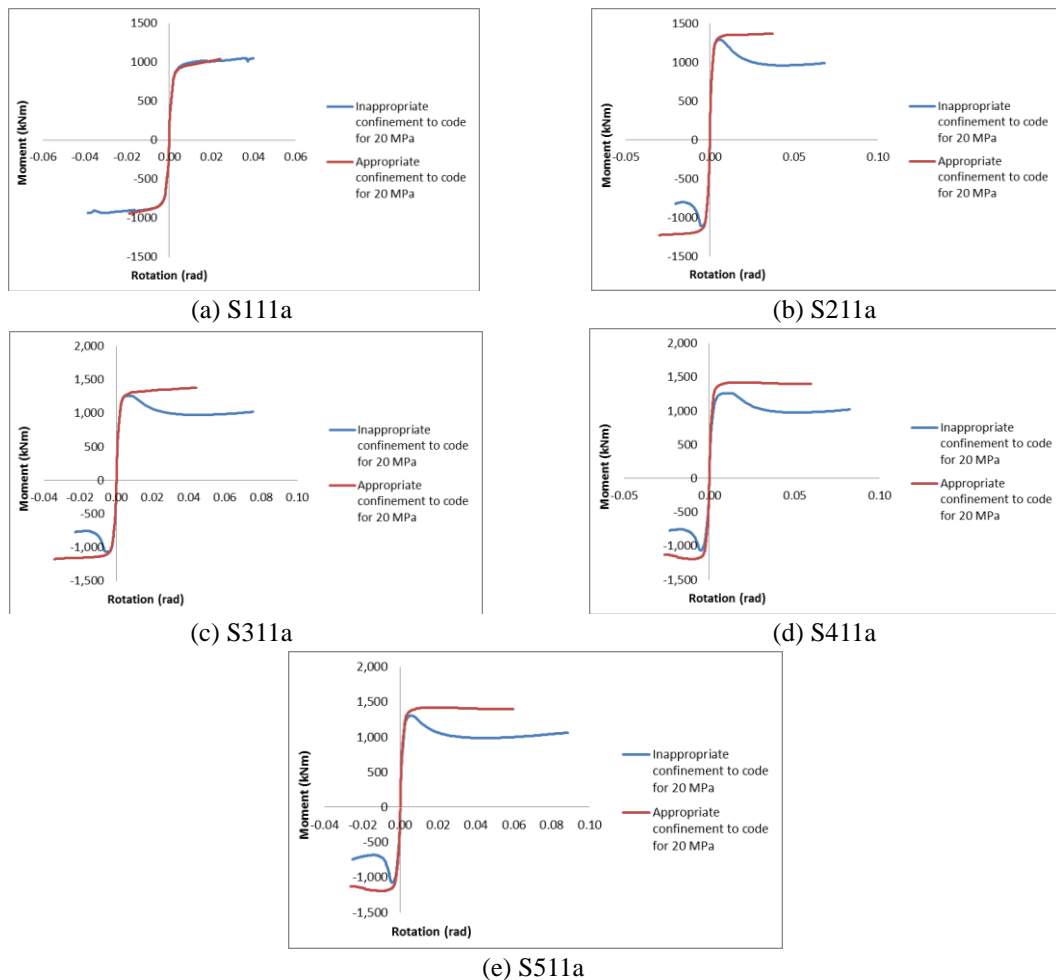 1500
1000
500
0
-0.06
-0.04
-0.02
0.00
0.02
0.04
0.06
-500
-1000
-1500
Moment (kNm)
Rotation (rad)
Inappropriate
confinement to code
for 20 MPa
Appropriate
confinement to code
for 20 MPa
(a) S111a
1500
1000
500
0
-0.05
0.00
0.05
0.10
-500
-1000
-1500
Moment (kNm)
Rotation (rad)
Inappropriate
confinement to code
for 20 MPa
Appropriate
confinement to code
for 20 MPa
(b) S211a
2,000
1,500
1,000
500
0
-0.04
-0.02
0.00
0.02
0.04
0.06
0.08
0.10
-500
-1,000
-1,500
Moment (kNm)
Rotation (rad)
Inappropriate
confinement to code
for 20 MPa
Appropriate
confinement to code
for 20 MPa
(c) S311a
2,000
1,500
1,000
500
0
-0.05
0.00
0.05
0.10
-500
-1,000
-1,500
Moment (kNm)
Rotation (rad)
Inappropriate
confinement to code
for 20 MPa
Appropriate
confinement to code
for 20 MPa
(d) S411a
2,000
1,500
1,000
500
0
-0.04
-0.02
0.00
0.02
0.04
0.06
0.08
0.10
-500
-1,000
-1,500
Moment (kNm)
Rotation (rad)
Inappropriate
confinement to code
for 20 MPa
Appropriate
confinement to code
for 20 MPa
(e) S511a